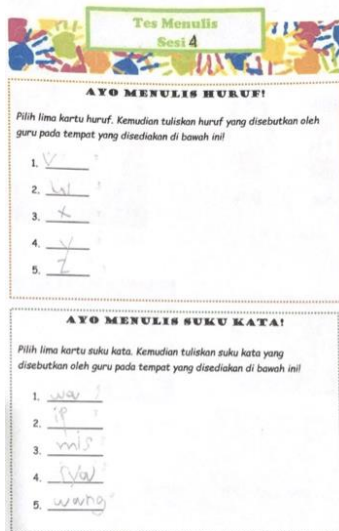 Tes Menulis
Sesi 4
AYO MENULIS HURUF!
Pilih lima kartu huruf. Kemudian tuliskan huruf yang disebutkan oleh
guru pada tempat yang disediakan di bawah ini!
1. V
2. W
3. X
4. y
5. Z
AYO MENULIS SUKU KATA!
Pilih lima kartu suku kata. Kemudian tuliskan suku kata yang
disebutkan oleh guru pada tempat yang disediakan di bawah ini!
1. wa
2. ip
3. mis
4.
5. wang